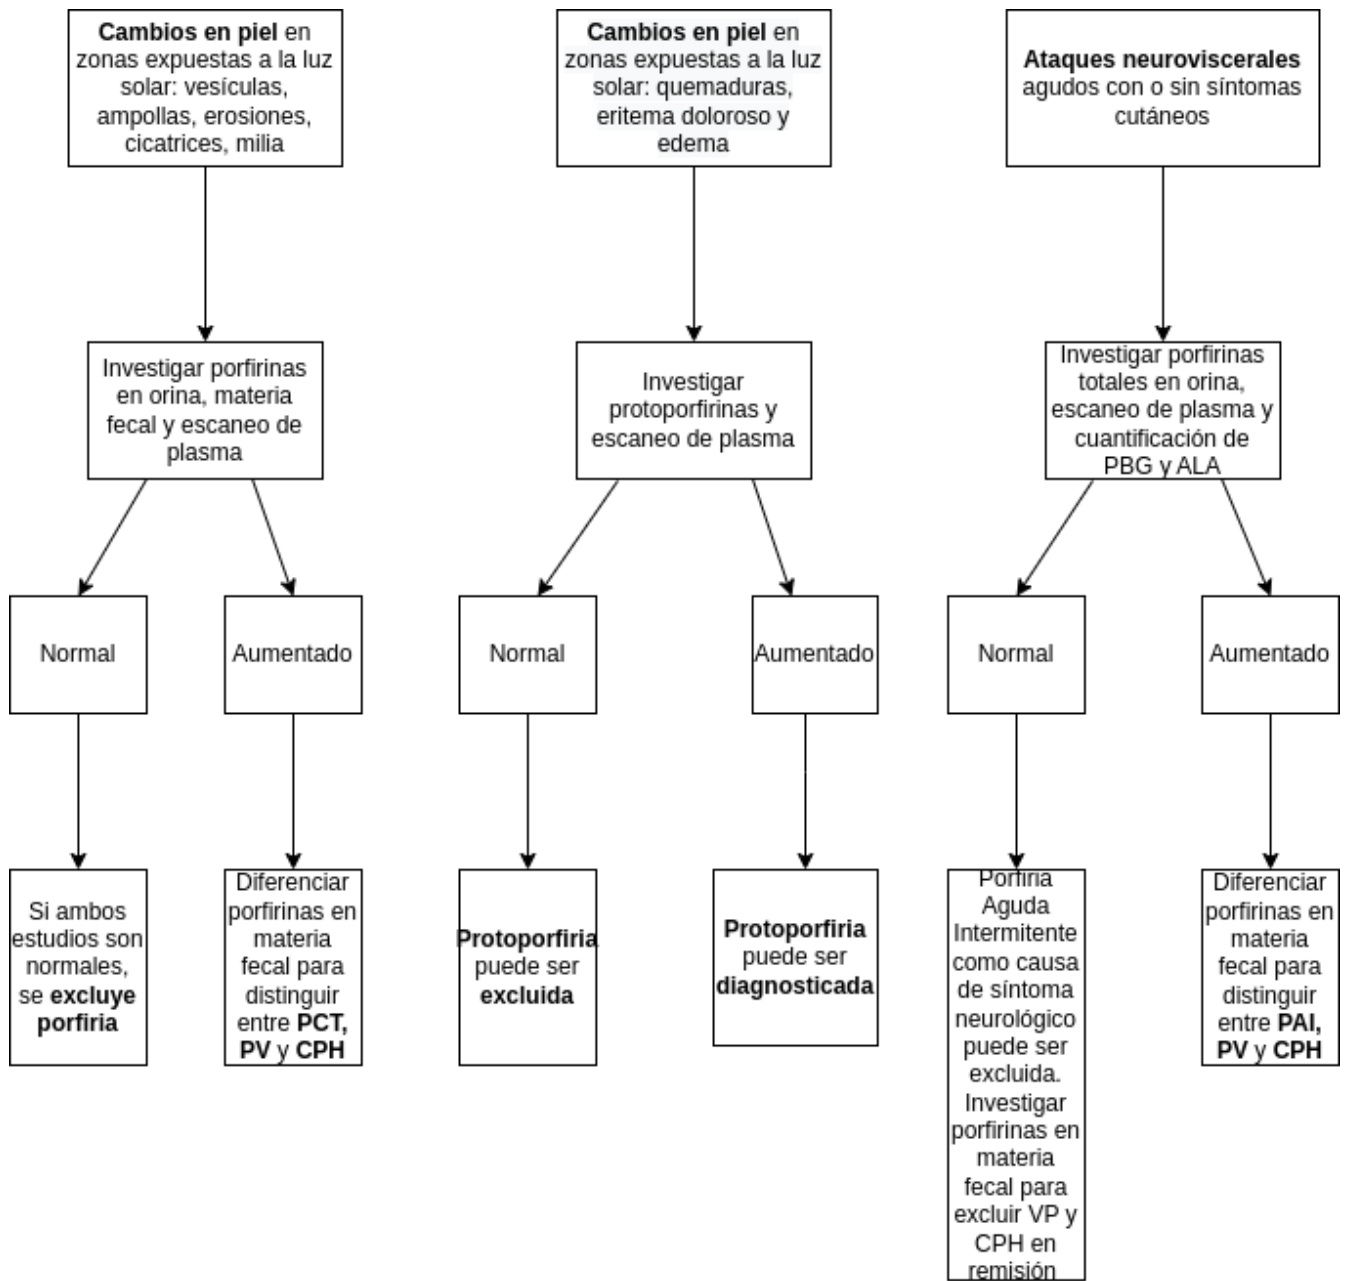 Cambios en piel en
zonas expuestas a la luz
solar: vesículas,
ampollas, erosiones,
cicatrices, milia
Cambios en piel en
zonas expuestas a la luz
solar: quemaduras,
eritema doloroso y
edema
Ataques neuroviscerales
agudos con o sin síntomas
cutáneos
Investigar porfirinas
en orina, materia
fecal y escaneo de
plasma
Investigar
protoporfirinas y
escaneo de plasma
Investigar porfirinas
totales en orina,
escaneo de plasma y
cuantificación de
PBG y ALA
Normal
Aumentado
Normal
Aumentado
Normal
Aumentado
Si ambos
estudios son
normales,
se excluye
porfiria
Diferenciar
porfirinas en
materia
fecal para
distinguir
entre PCT,
PV y CPH
Protoporfiria
puede ser
excluida
Protoporfiria
puede ser
diagnosticada
Porfiria
Aguda
Intermitente
como causa
de síntoma
neurológico
puede ser
excluida.
Investigar
porfirinas en
materia
fecal para
excluir VP y
CPH en
remisión
Diferenciar
porfirinas en
materia
fecal para
distinguir
entre PAI,
PV y CPH